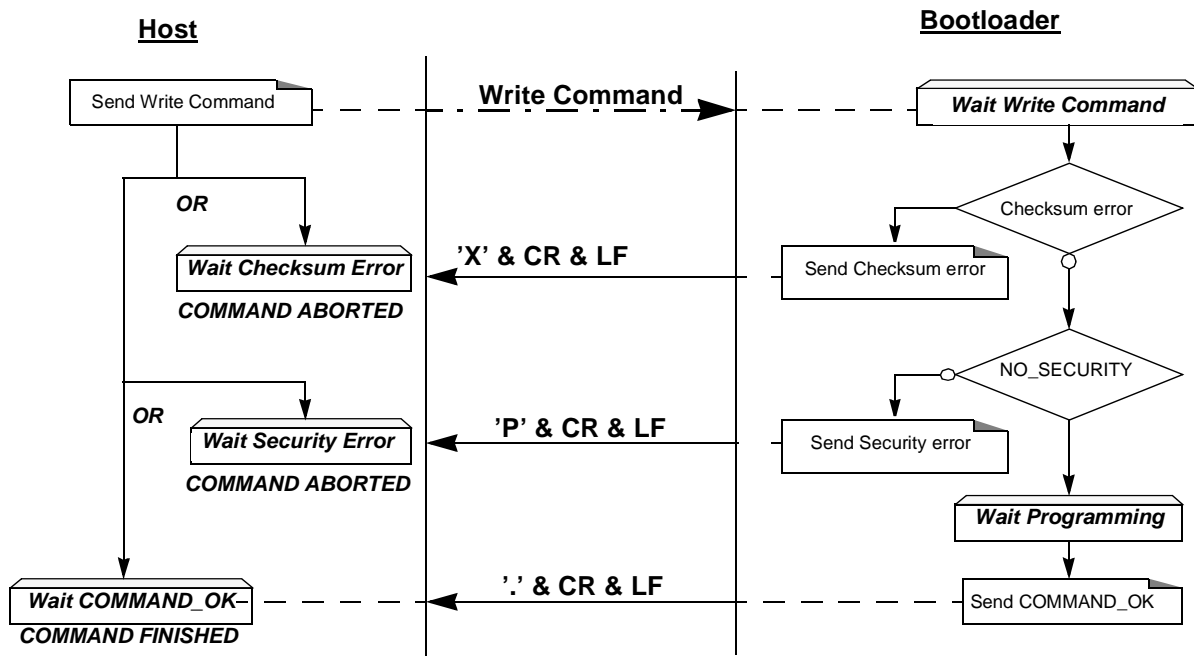 Host
Bootloader
Send Write Command
Write Command
Wait Write Command
OR
Checksum error
Wait Checksum Error
’X’ & CR & LF
Send Checksum error
COMMAND ABORTED
NO_SECURITY
OR
Wait Security Error
’P’ & CR & LF
Send Security error
COMMAND ABORTED
Wait Programming
Wait COMMAND_OK
’.’ & CR & LF
Send COMMAND_OK
COMMAND FINISHED